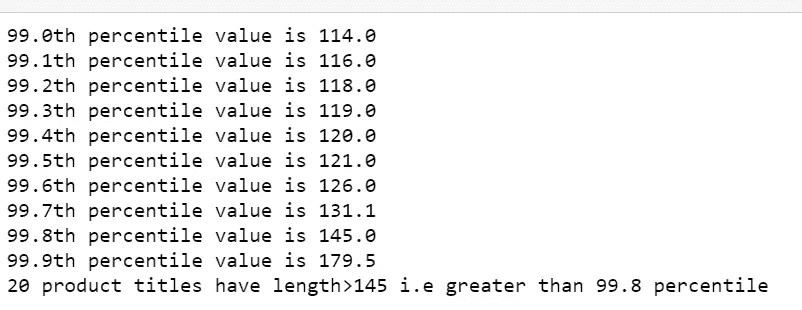 99.0th percentile value is 114.0
99.1th percentile value is 116.0
99.2th percentile value is 118.0
99.3th percentile value is 119.0
99.4th percentile value is 120.0
99.5th percentile value is 121.0
99.6th percentile value is 126.0
99.7th percentile value is 131.1
99.8th percentile value is 145.0
99.9th percentile value is 179.5
20 product titles have length>145 i.e greater than 99.8 percentile